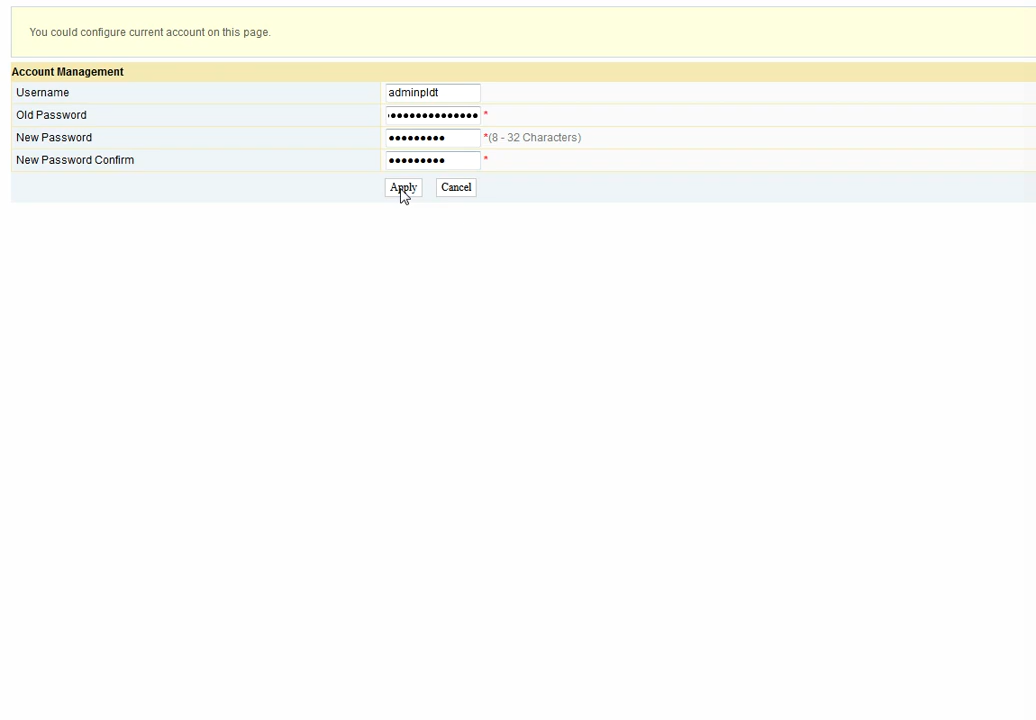 You could configure current account on this page.
Account Management
Username adminpldt
Old Password ••••••••••••••• *
New Password ••••••••• *(8 - 32 Characters)
New Password Confirm ••••••••• *
Apply Cancel